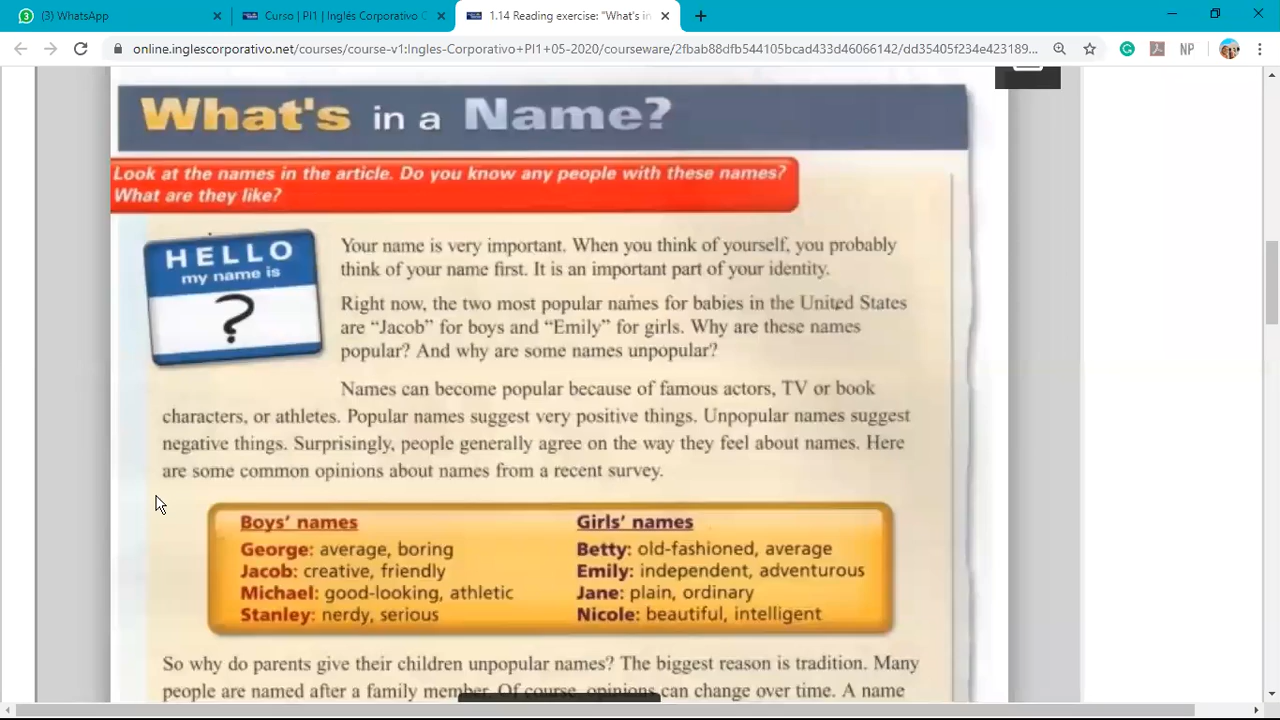 (3) WhatsApp
Curso | PI1 | Inglés Corporativo
1.14 Reading exercise: "What's in
online.inglescorporativo.net/courses/course-v1:Ingles-Corporativo+PI1+05-2020/courseware/2fbab88dfb544105bcad433d46066142/dd35405f234e423189...
NP
What's in a Name?
Look at the names in the article. Do you know any people with these names?
What are they like?
HELLO
my name is
?
Your name is very important. When you think of yourself, you probably
think of your name first. It is an important part of your identity.
Right now, the two most popular names for babies in the United States
are “Jacob” for boys and “Emily” for girls. Why are these names
popular? And why are some names unpopular?
Names can become popular because of famous actors, TV or book
characters, or athletes. Popular names suggest very positive things. Unpopular names suggest
negative things. Surprisingly, people generally agree on the way they feel about names. Here
are some common opinions about names from a recent survey.
Boys’ names
George: average, boring
Jacob: creative, friendly
Michael: good-looking, athletic
Stanley: nerdy, serious
Girls’ names
Betty: old-fashioned, average
Emily: independent, adventurous
Jane: plain, ordinary
Nicole: beautiful, intelligent
So why do parents give their children unpopular names? The biggest reason is tradition. Many
people are named after a family member. Of course, opinions can change over time. A name